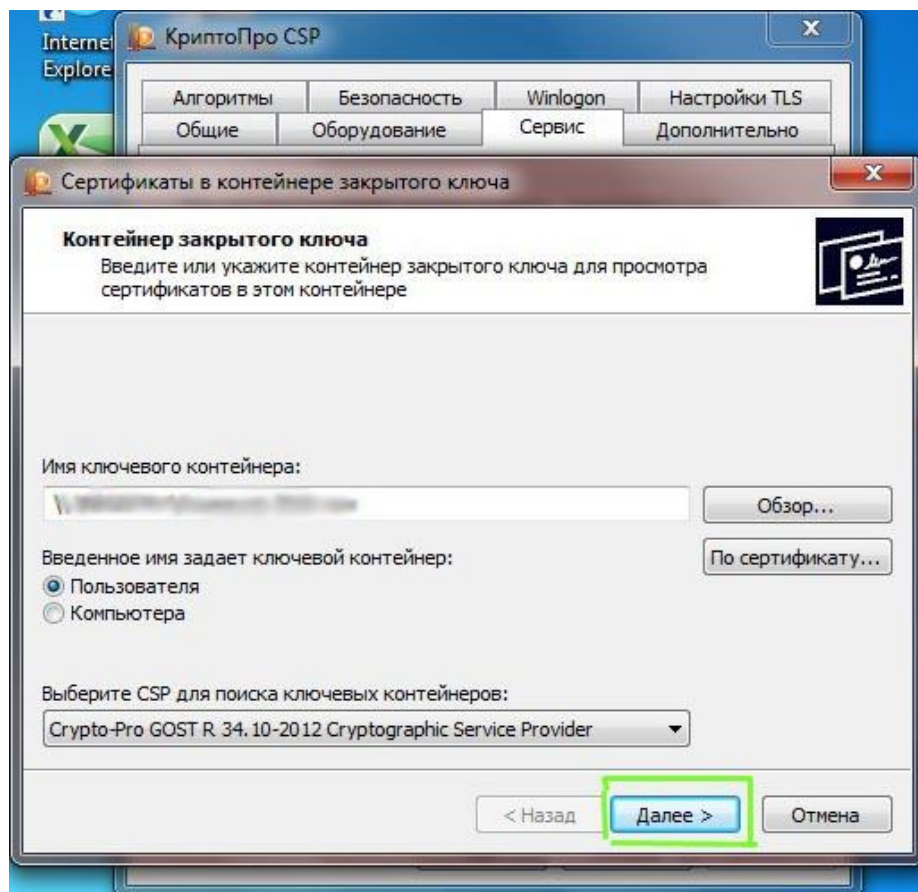 Internet
Explore
КриптоПро CSP
Алгоритмы Безопасность Winlogon Настройки TLS
Общие Оборудование Сервис Дополнительно
Сертификаты в контейнере закрытого ключа
Контейнер закрытого ключа
Введите или укажите контейнер закрытого ключа для просмотра
сертификатов в этом контейнере
Имя ключевого контейнера:
Обзор...
Введенное имя задает ключевой контейнер:
По сертификату...
Пользователя
Компьютера
Выберите CSP для поиска ключевых контейнеров:
Crypto-Pro GOST R 34.10-2012 Cryptographic Service Provider
< Назад Далее > Отмена